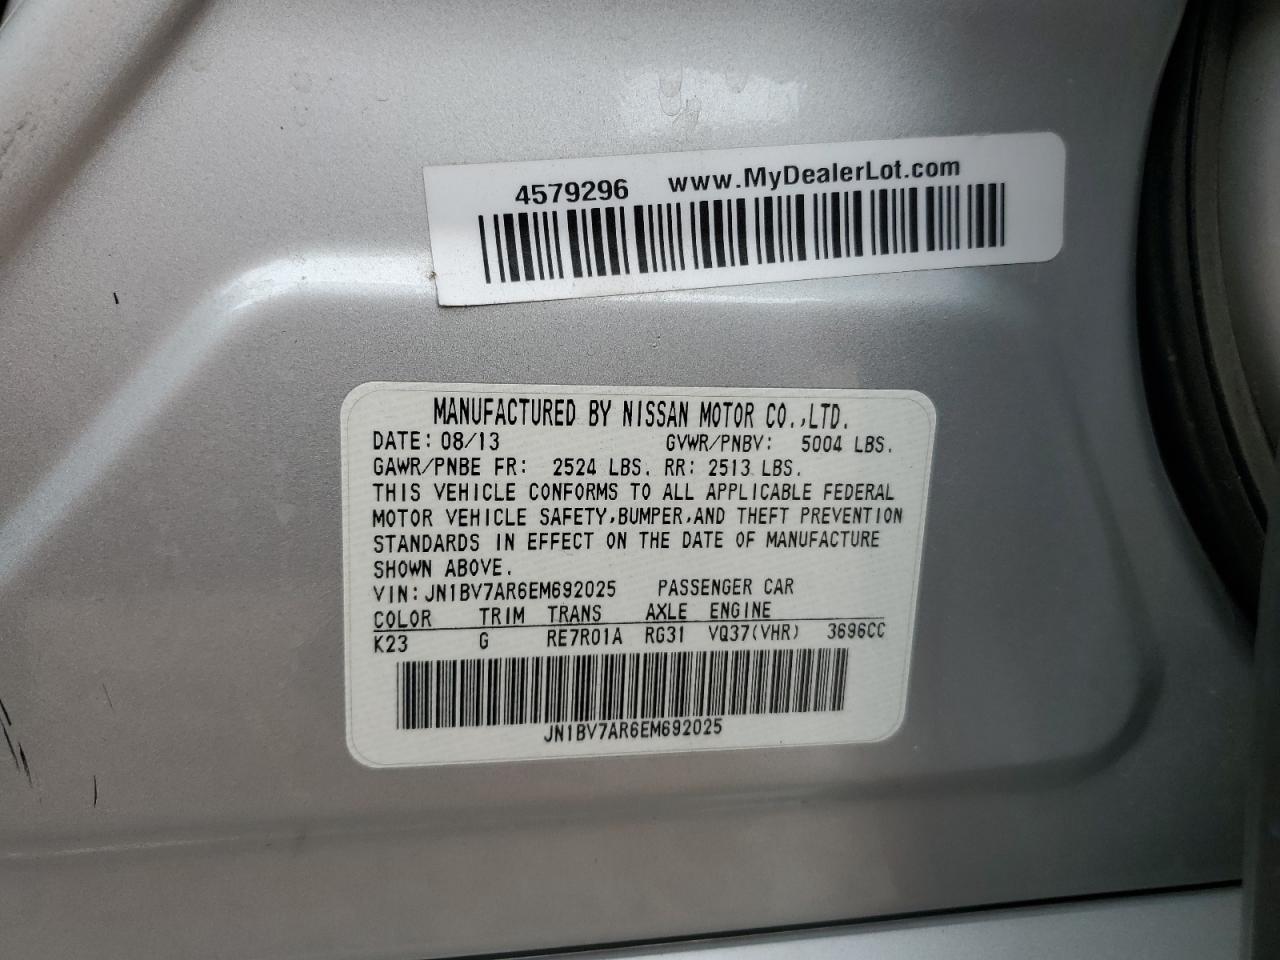 4579296 www.MyDealerLot.com
MANUFACTURED BY NISSAN MOTOR CO.,LTD.
DATE: 08/13 GVWR/PNBV: 5004 LBS.
GAWR/PNBE FR: 2524 LBS. RR: 2513 LBS.
THIS VEHICLE CONFORMS TO ALL APPLICABLE FEDERAL
MOTOR VEHICLE SAFETY,BUMPER,AND THEFT PREVENTION
STANDARDS IN EFFECT ON THE DATE OF MANUFACTURE
SHOWN ABOVE.
VIN: JN1BV7AR6EM692025 PASSENGER CAR
COLOR TRIM TRANS AXLE ENGINE
K23 G RE7R01A RG31 VQ37(VHR) 3696CC
JN1BV7AR6EM692025